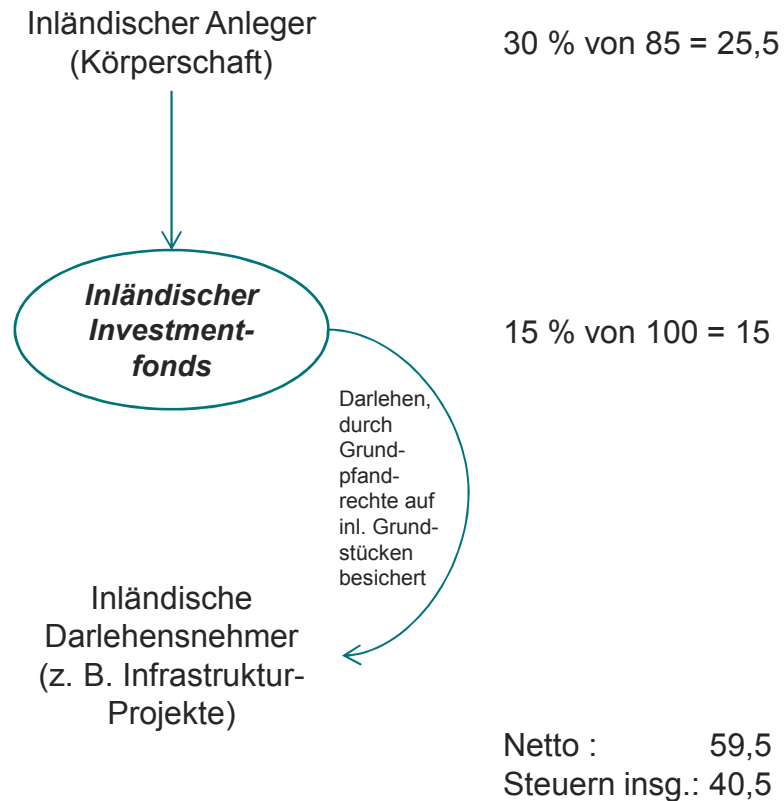 Inländischer Anleger
(Körperschaft)
30 % von 85 = 25,5
Inländischer
Investment-
fonds
15 % von 100 = 15
Darlehen,
durch
Grund-
pfand-
rechte auf
inl. Grund-
stücken
besichert
Inländische
Darlehensnehmer
(z. B. Infrastruktur-
Projekte)
Netto : 59,5
Steuern insg.: 40,5